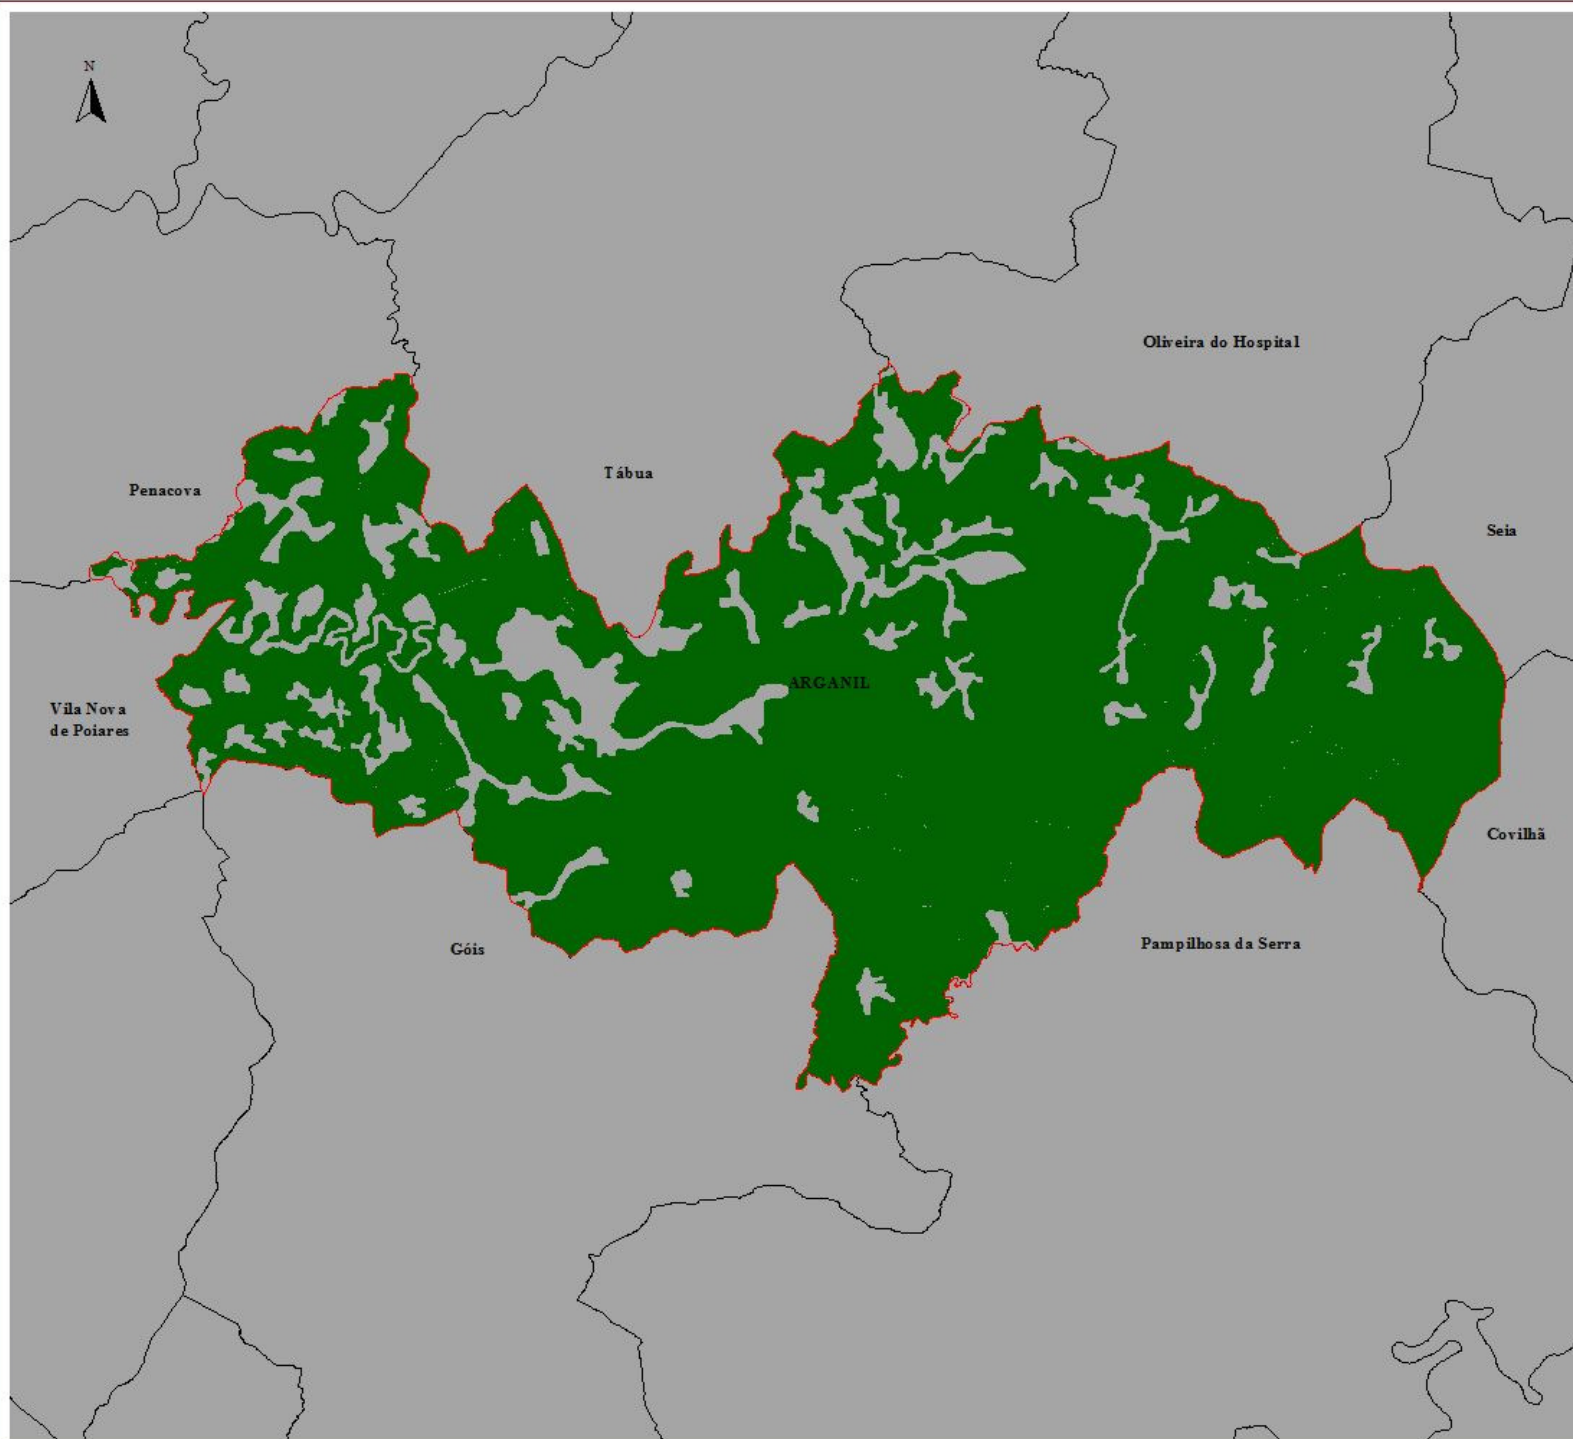 N
Oliveira do Hospital
Tábua
Penacova
Seia
ARGANIL
Vila Nova
de Poiares
Covilhã
Góis
Pampilhosa da Serra